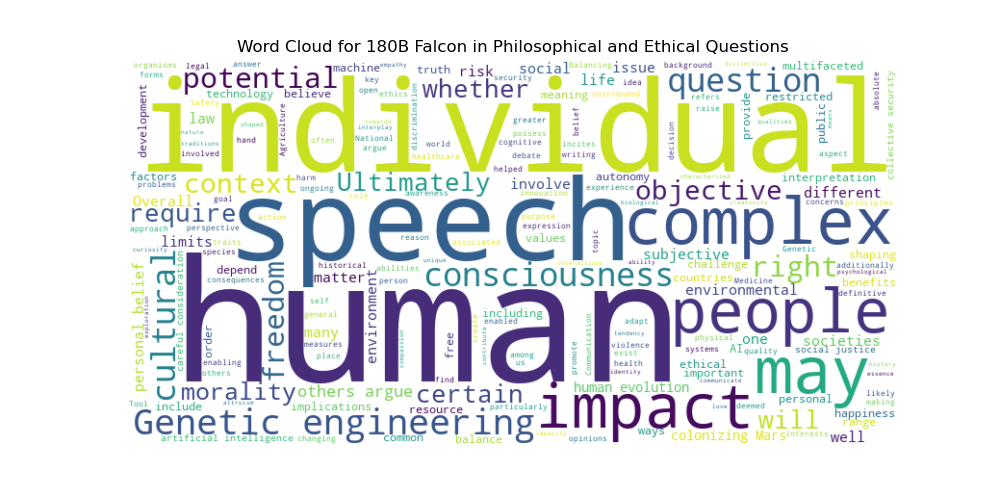 Word Cloud for 180B Falcon in Philosophical and Ethical Questions
organisms legal answer machine empathy truth risk social Balancing issue background distinctive multifaceted
forms potential key security life idea question
technology believe whether open unintended meaning refers restricted absolute
development Safety ethics greater belief raise qualities
law individual discrimination provide public
nature shaped Agriculture towards possess means collective security
traditions hand often National interplay cognitive incites decision
involved argue world debate writing aspect
healthcare helped characterized
factors harm Ultimately involve autonomy objective interpretation
problems context ongoing awareness innovation experience different
Overall goal role purpose biological concerns principles
require action speech expression complex creativity
approach perspective associated values topic shaping
limits traits reason subjective Genetic additionally
curiosity species unique interactions ability challenge right psychological
depend historical abilities consciousness countries Medicine benefits
consequences matter person including environmental definitive
cultural freedom self human people
personal belief careful consideration general enabled adapt physical one societies
exploration order many environment free contribute tendency violence systems AI quality social justice
measures create among exist
enabling place compassion us promote Communication health ethical
others find identity important communicate may history
morality others argue certain human evolution essence
Tool altruism personal likely
include implications resource particularly impact love deemed making
Genetic engineering will happiness
range
artificial intelligence changing common balance capacity opinions ways colonizing Mars interests well